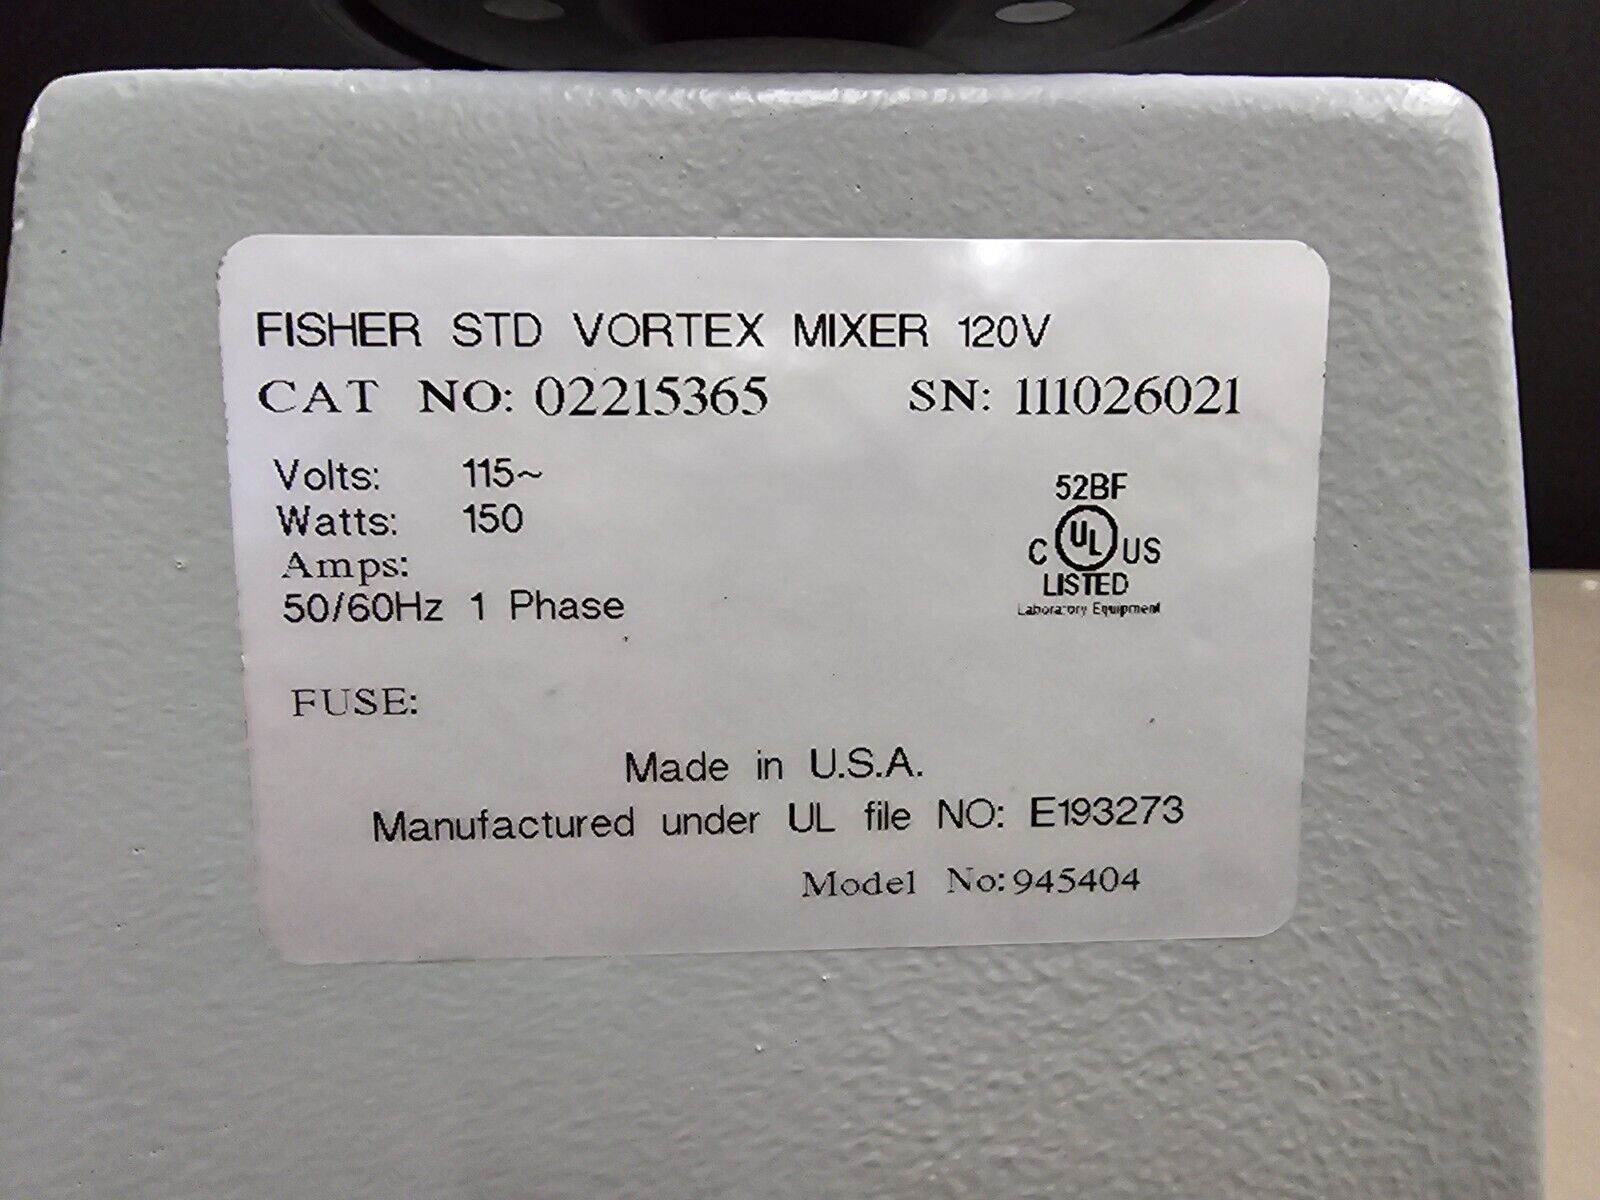 FISHER STD VORTEX MIXER 120V
CAT NO: 02215365 SN: 111026021
Volts: 115~
Watts: 150
Amps:
50/60Hz 1 Phase
52BF
C UL US
LISTED
Laboratory Equipment
FUSE:
Made in U.S.A.
Manufactured under UL file NO: E193273
Model No: 945404